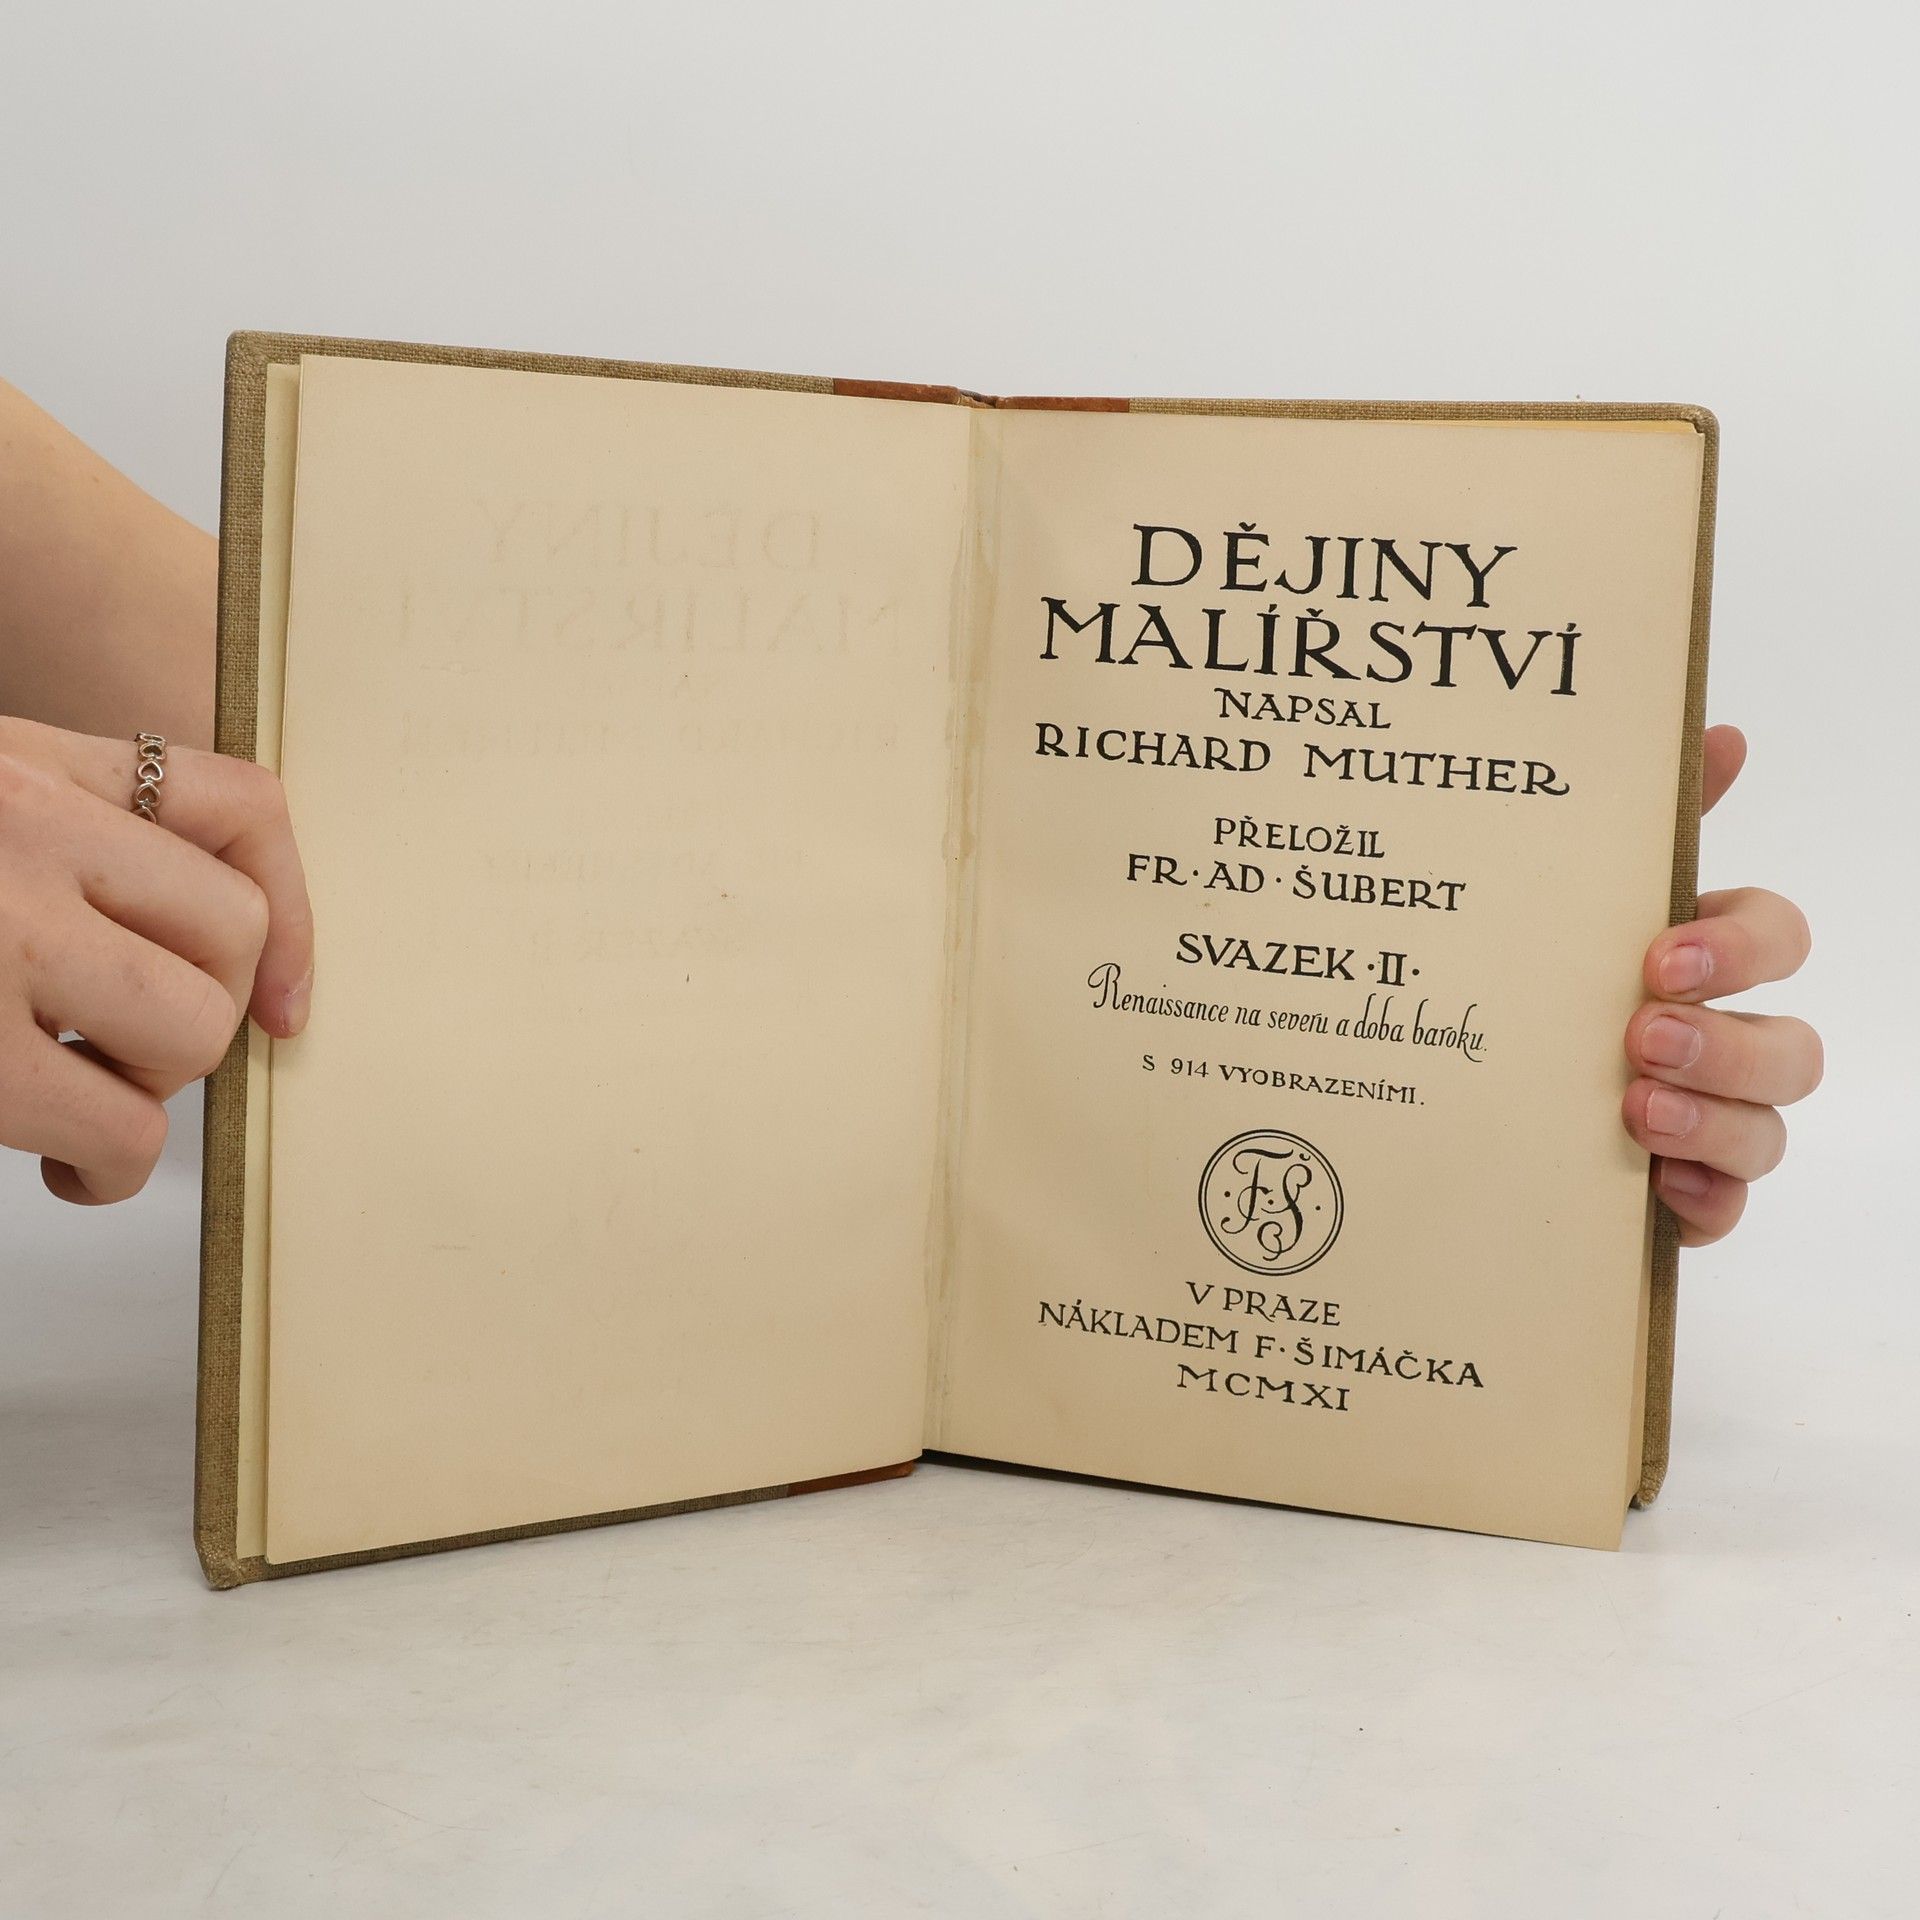 DĚJINY
MALÍŘSTVÍ
NAPSAL
RICHARD MUTHER
PŘELOŽIL
FR·AD·ŠUBERT
SVAZEK·II·
Renaissance na severu a doba baroku.
S 914 VYOBRAZENÍMI.
F·Š
V PRAZE
NÁKLADEM F·ŠIMÁČKA
MCMXI